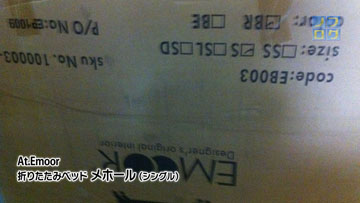 color: ☑BR □BE
size: □SS ☑S □SL □SD
code:EB003
P/O No.:EP1009
sku No. 100003-
EMOOR
Designer's original interior
At.Emoor
折りたたみベッド メホール (シングル)